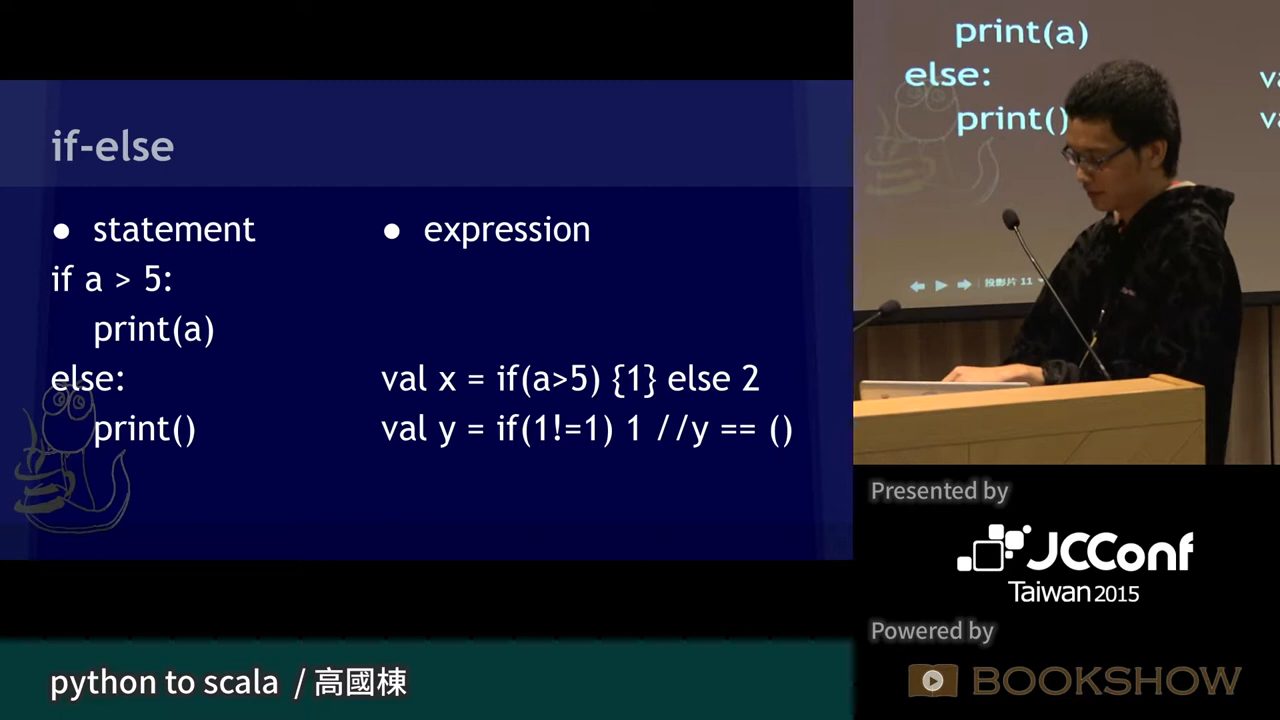 if-else
● statement
if a > 5:
print(a)
else:
print()
● expression
val x = if(a>5) {1} else 2
val y = if(1!=1) 1 //y == ()
print(a)
else:
print()
va
va
投影片 11
Presented by
JCConf
Taiwan 2015
Powered by
BOOKSHOW
python to scala / 高國棟